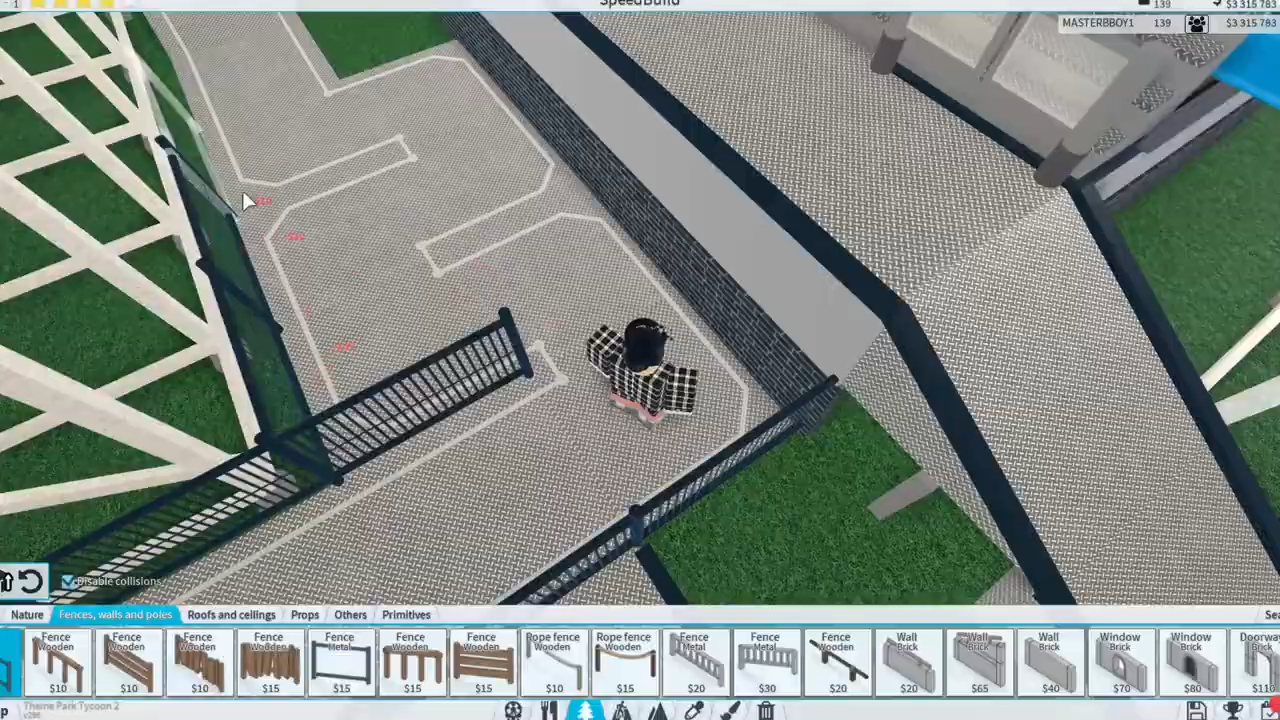 SpeedBuild
139
$3 315 783
MASTERBBOY1 139 $3 315 783
Disable collisions
Nature Fences, walls and poles Roofs and ceilings Props Others Primitives
Fence Wooden $10
Fence Wooden $10
Fence Wooden $10
Fence Wooden $15
Fence Metal $15
Fence Wooden $15
Fence Wooden $15
Rope fence Wooden $10
Rope fence Wooden $15
Fence Metal $20
Fence Metal $30
Fence Wooden $20
Wall Brick $20
Wall Brick $65
Wall Brick $40
Window Brick $70
Window Brick $80
Brick $110
Theme Park Tycoon 2